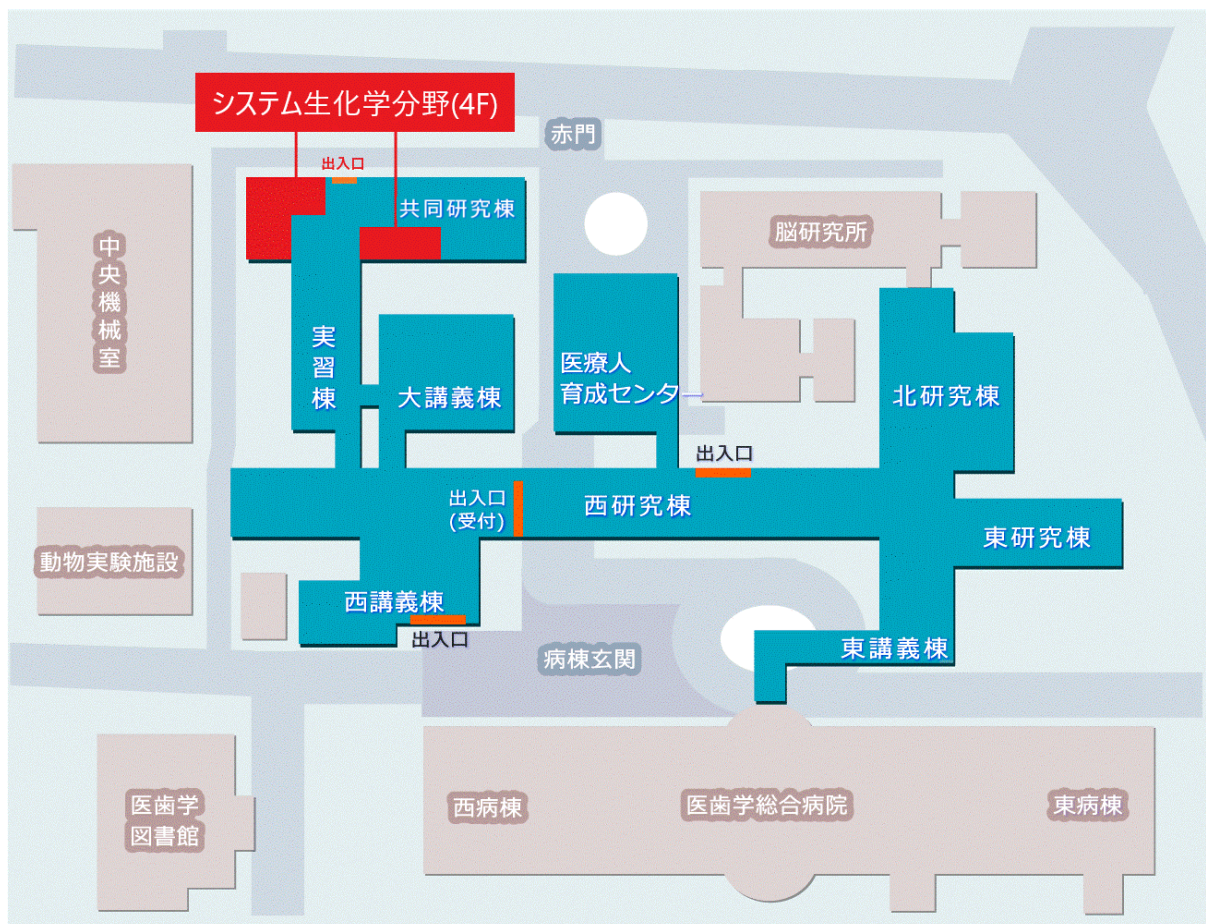 システム生化学分野(4F)
赤門
出入口
共同研究棟
脳研究所
中央機械室
実習棟
大講義棟
医療人
育成センター
北研究棟
出入口
出入口
(受付)
西研究棟
東研究棟
動物実験施設
西講義棟
出入口
病棟玄関
東講義棟
医歯学
図書館
西病棟
医歯学総合病院
東病棟